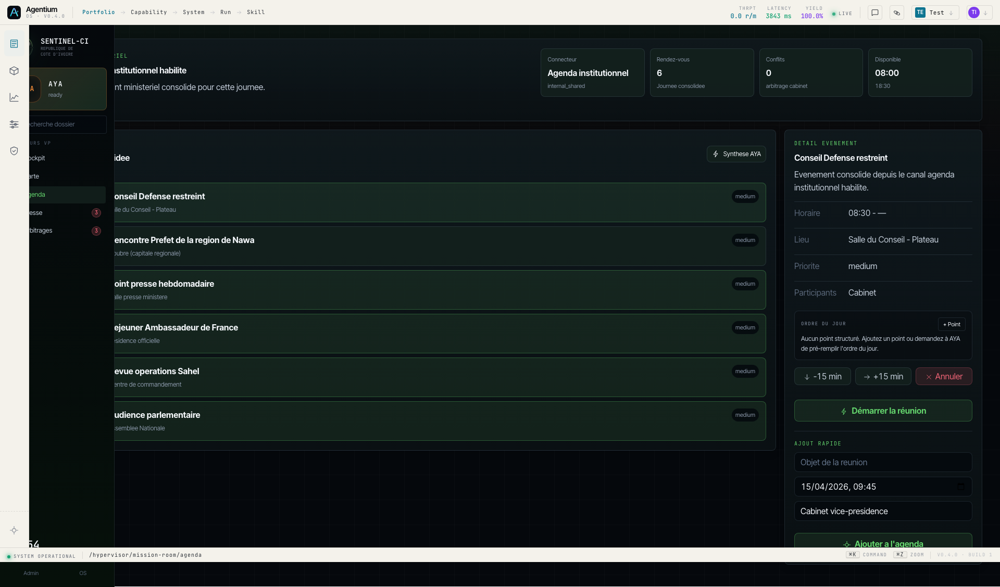 Agentium
OS · V0.4.0
Portfolio → Capability → System → Run → Skill
THRPT
0.0 r/m
LATENCY
3843 ms
YIELD
100.0%
LIVE
TE Test ↓
TI ↓
SENTINEL-CI
REPUBLIQUE DE
COTE D'IVOIRE
A
AYA
ready
echerche dossier
URS VP
ockpit
arte
genda
esse 3
rbitrages 3
54
Admin OS
IEL
nstitutionnel habilite
nt ministeriel consolide pour cette journee.
Connecteur
Agenda institutionnel
internal_shared
Rendez-vous
6
Journee consolidee
Conflits
0
arbitrage cabinet
Disponible
08:00
18:30
idee
Synthese AYA
onseil Defense restreint
lle du Conseil - Plateau
medium
encontre Prefet de la region de Nawa
oubre (capitale regionale)
medium
oint presse hebdomadaire
alle presse ministere
medium
ejeuner Ambassadeur de France
esidence officielle
medium
evue operations Sahel
entre de commandement
medium
udience parlementaire
ssemblee Nationale
medium
DETAIL EVENEMENT
Conseil Defense restreint
Evenement consolide depuis le canal agenda
institutionnel habilite.
Horaire 08:30 - —
Lieu Salle du Conseil - Plateau
Priorite medium
Participants Cabinet
ORDRE DU JOUR
+ Point
Aucun point structuré. Ajoutez un point ou demandez à AYA
de pré-remplir l'ordre du jour.
↓ -15 min
→ +15 min
× Annuler
Démarrer la réunion
AJOUT RAPIDE
Objet de la reunion
15/04/2026, 09:45
Cabinet vice-presidence
Ajouter a l'agenda
SYSTEM OPERATIONAL
/hypervisor/mission-room/agenda
⌘K COMMAND ⌘Z ZOOM V0.4.0 · BUILD 1